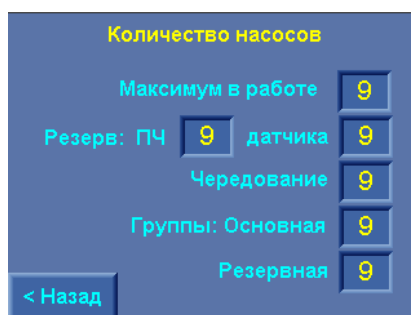 Количество насосов
Максимум в работе 9
Резерв: ПЧ 9 датчика 9
Чередование 9
Группы: Основная 9
Резервная 9
< Назад